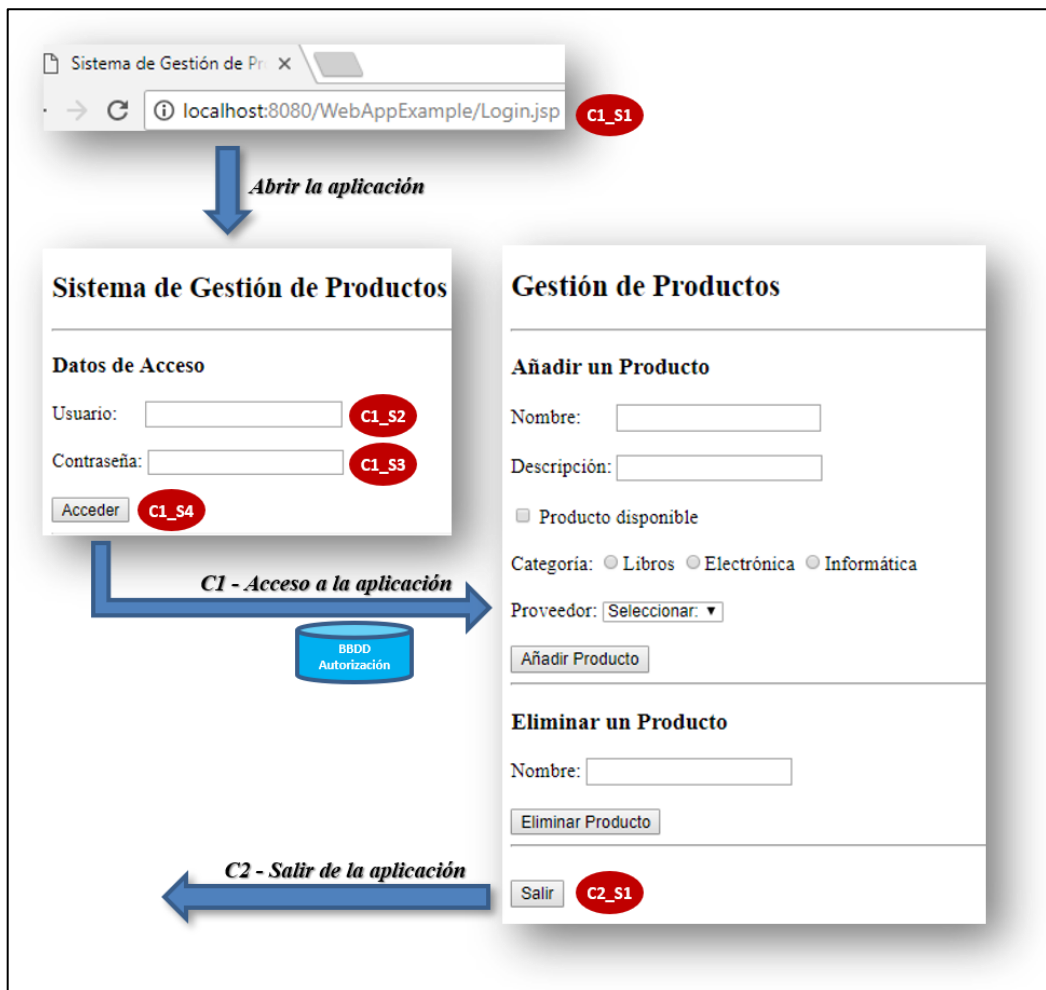 Sistema de Gestión de Pr
localhost:8080/WebAppExample/Login.jsp
C1_S1
Abrir la aplicación
Sistema de Gestión de Productos
Datos de Acceso
Usuario:
C1_S2
Contraseña:
C1_S3
Acceder
C1_S4
C1 - Acceso a la aplicación
BBDD
Autorización
Gestión de Productos
Añadir un Producto
Nombre:
Descripción:
Producto disponible
Categoría: Libros Electrónica Informática
Proveedor: Seleccionar:
Añadir Producto
Eliminar un Producto
Nombre:
Eliminar Producto
C2 - Salir de la aplicación
Salir
C2_S1